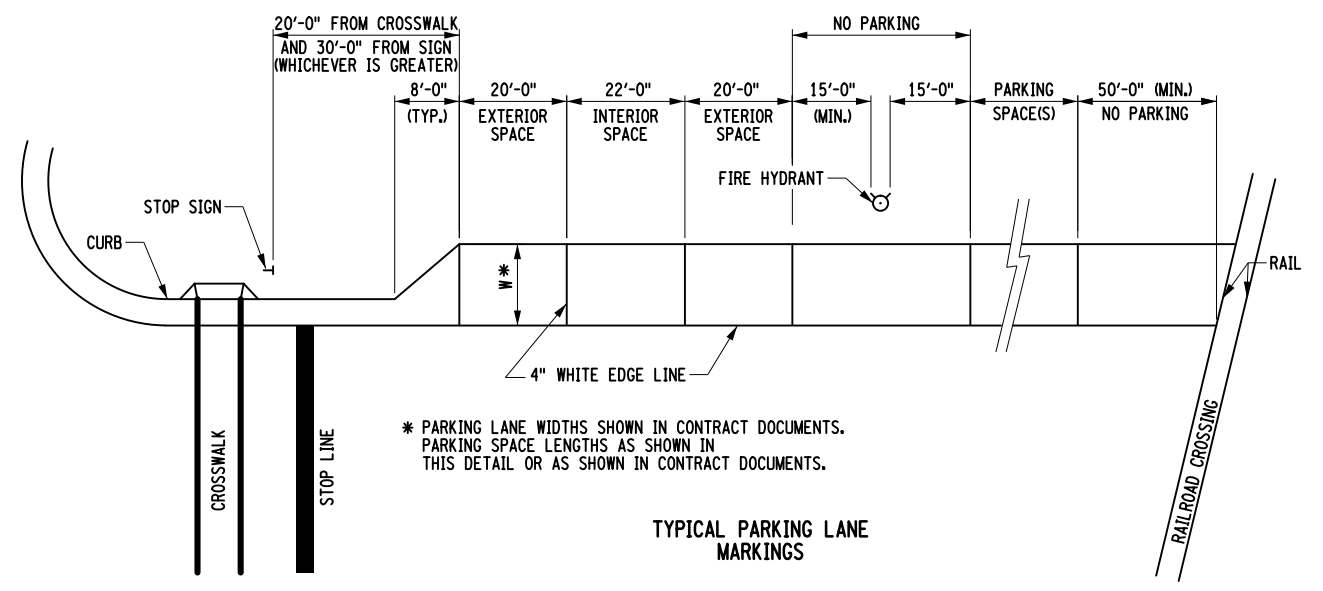 20'-0" FROM CROSSWALK
AND 30'-0" FROM SIGN
(WHICHEVER IS GREATER)
NO PARKING
8'-0"
(TYP.)
20'-0"
EXTERIOR
SPACE
22'-0"
INTERIOR
SPACE
20'-0"
EXTERIOR
SPACE
15'-0"
(MIN.)
15'-0"
PARKING
SPACE(S)
50'-0" (MIN.)
NO PARKING
FIRE HYDRANT
STOP SIGN
CURB
W*
RAIL
4" WHITE EDGE LINE
* PARKING LANE WIDTHS SHOWN IN CONTRACT DOCUMENTS.
PARKING SPACE LENGTHS AS SHOWN IN
THIS DETAIL OR AS SHOWN IN CONTRACT DOCUMENTS.
CROSSWALK
STOP LINE
RAILROAD CROSSING
TYPICAL PARKING LANE
MARKINGS